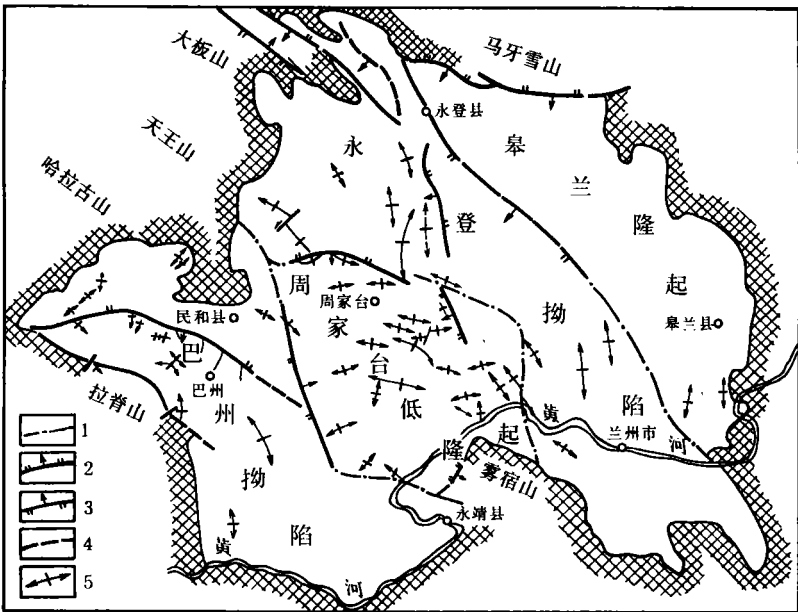 大板山
马牙雪山
天王山
哈拉古山
拉脊山
雾宿山
永登拗陷
皋兰隆起
周家台低隆起
巴州拗陷
永登县
周家台
民和县
巴州
皋兰县
兰州市
永靖县
黄河
黄河
1
2
3
4
5